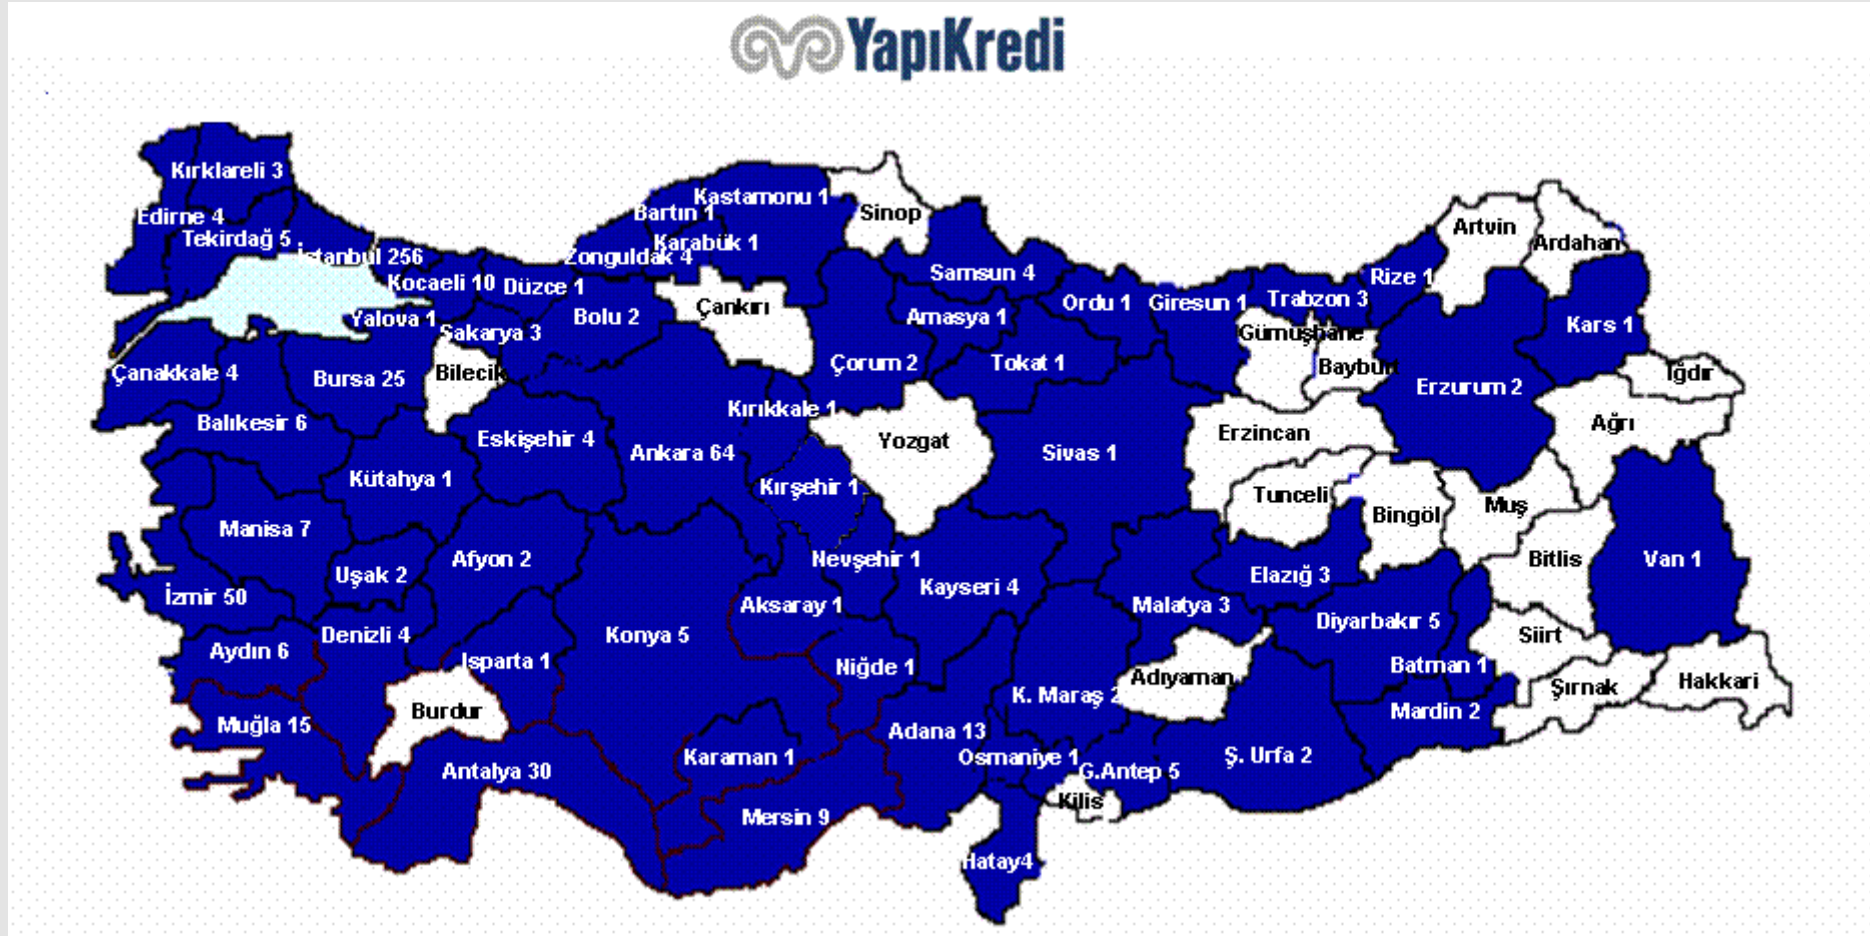 YapıKredi
Kırklareli 3
Edirne 4
Tekirdağ 5
İstanbul 256
Kocaeli 10
Düzce 1
Yalova 1
Sakarya 3
Bolu 2
Zonguldak 4
Bartın 1
Karabük 1
Kastamonu 1
Sinop
Çankırı
Samsun 4
Amasya 1
Çorum 2
Tokat 1
Ordu 1
Giresun 1
Trabzon 3
Rize 1
Artvin
Ardahan
Gümüşhane
Kars 1
Iğdır
Erzurum 2
Ağrı
Çanakkale 4
Balıkesir 6
Bursa 25
Bilecik
Eskişehir 4
Kütahya 1
Ankara 64
Kırıkkale 1
Kırşehir 1
Yozgat
Sivas 1
Erzincan
Tunceli
Bingöl
Muş
Bitlis
Van 1
Manisa 7
Uşak 2
Afyon 2
İzmir 50
Aydın 6
Denizli 4
Muğla 15
Burdur
Isparta 1
Antalya 30
Konya 5
Aksaray 1
Nevşehir 1
Niğde 1
Kayseri 4
Karaman 1
Mersin 9
Adana 13
Osmaniye 1
Hatay4
K. Maraş 2
Malatya 3
Elazığ 3
Adıyaman
G.Antep 5
Kilis
Ş. Urfa 2
Diyarbakır 5
Batman 1
Mardin 2
Siirt
Şırnak
Hakkari